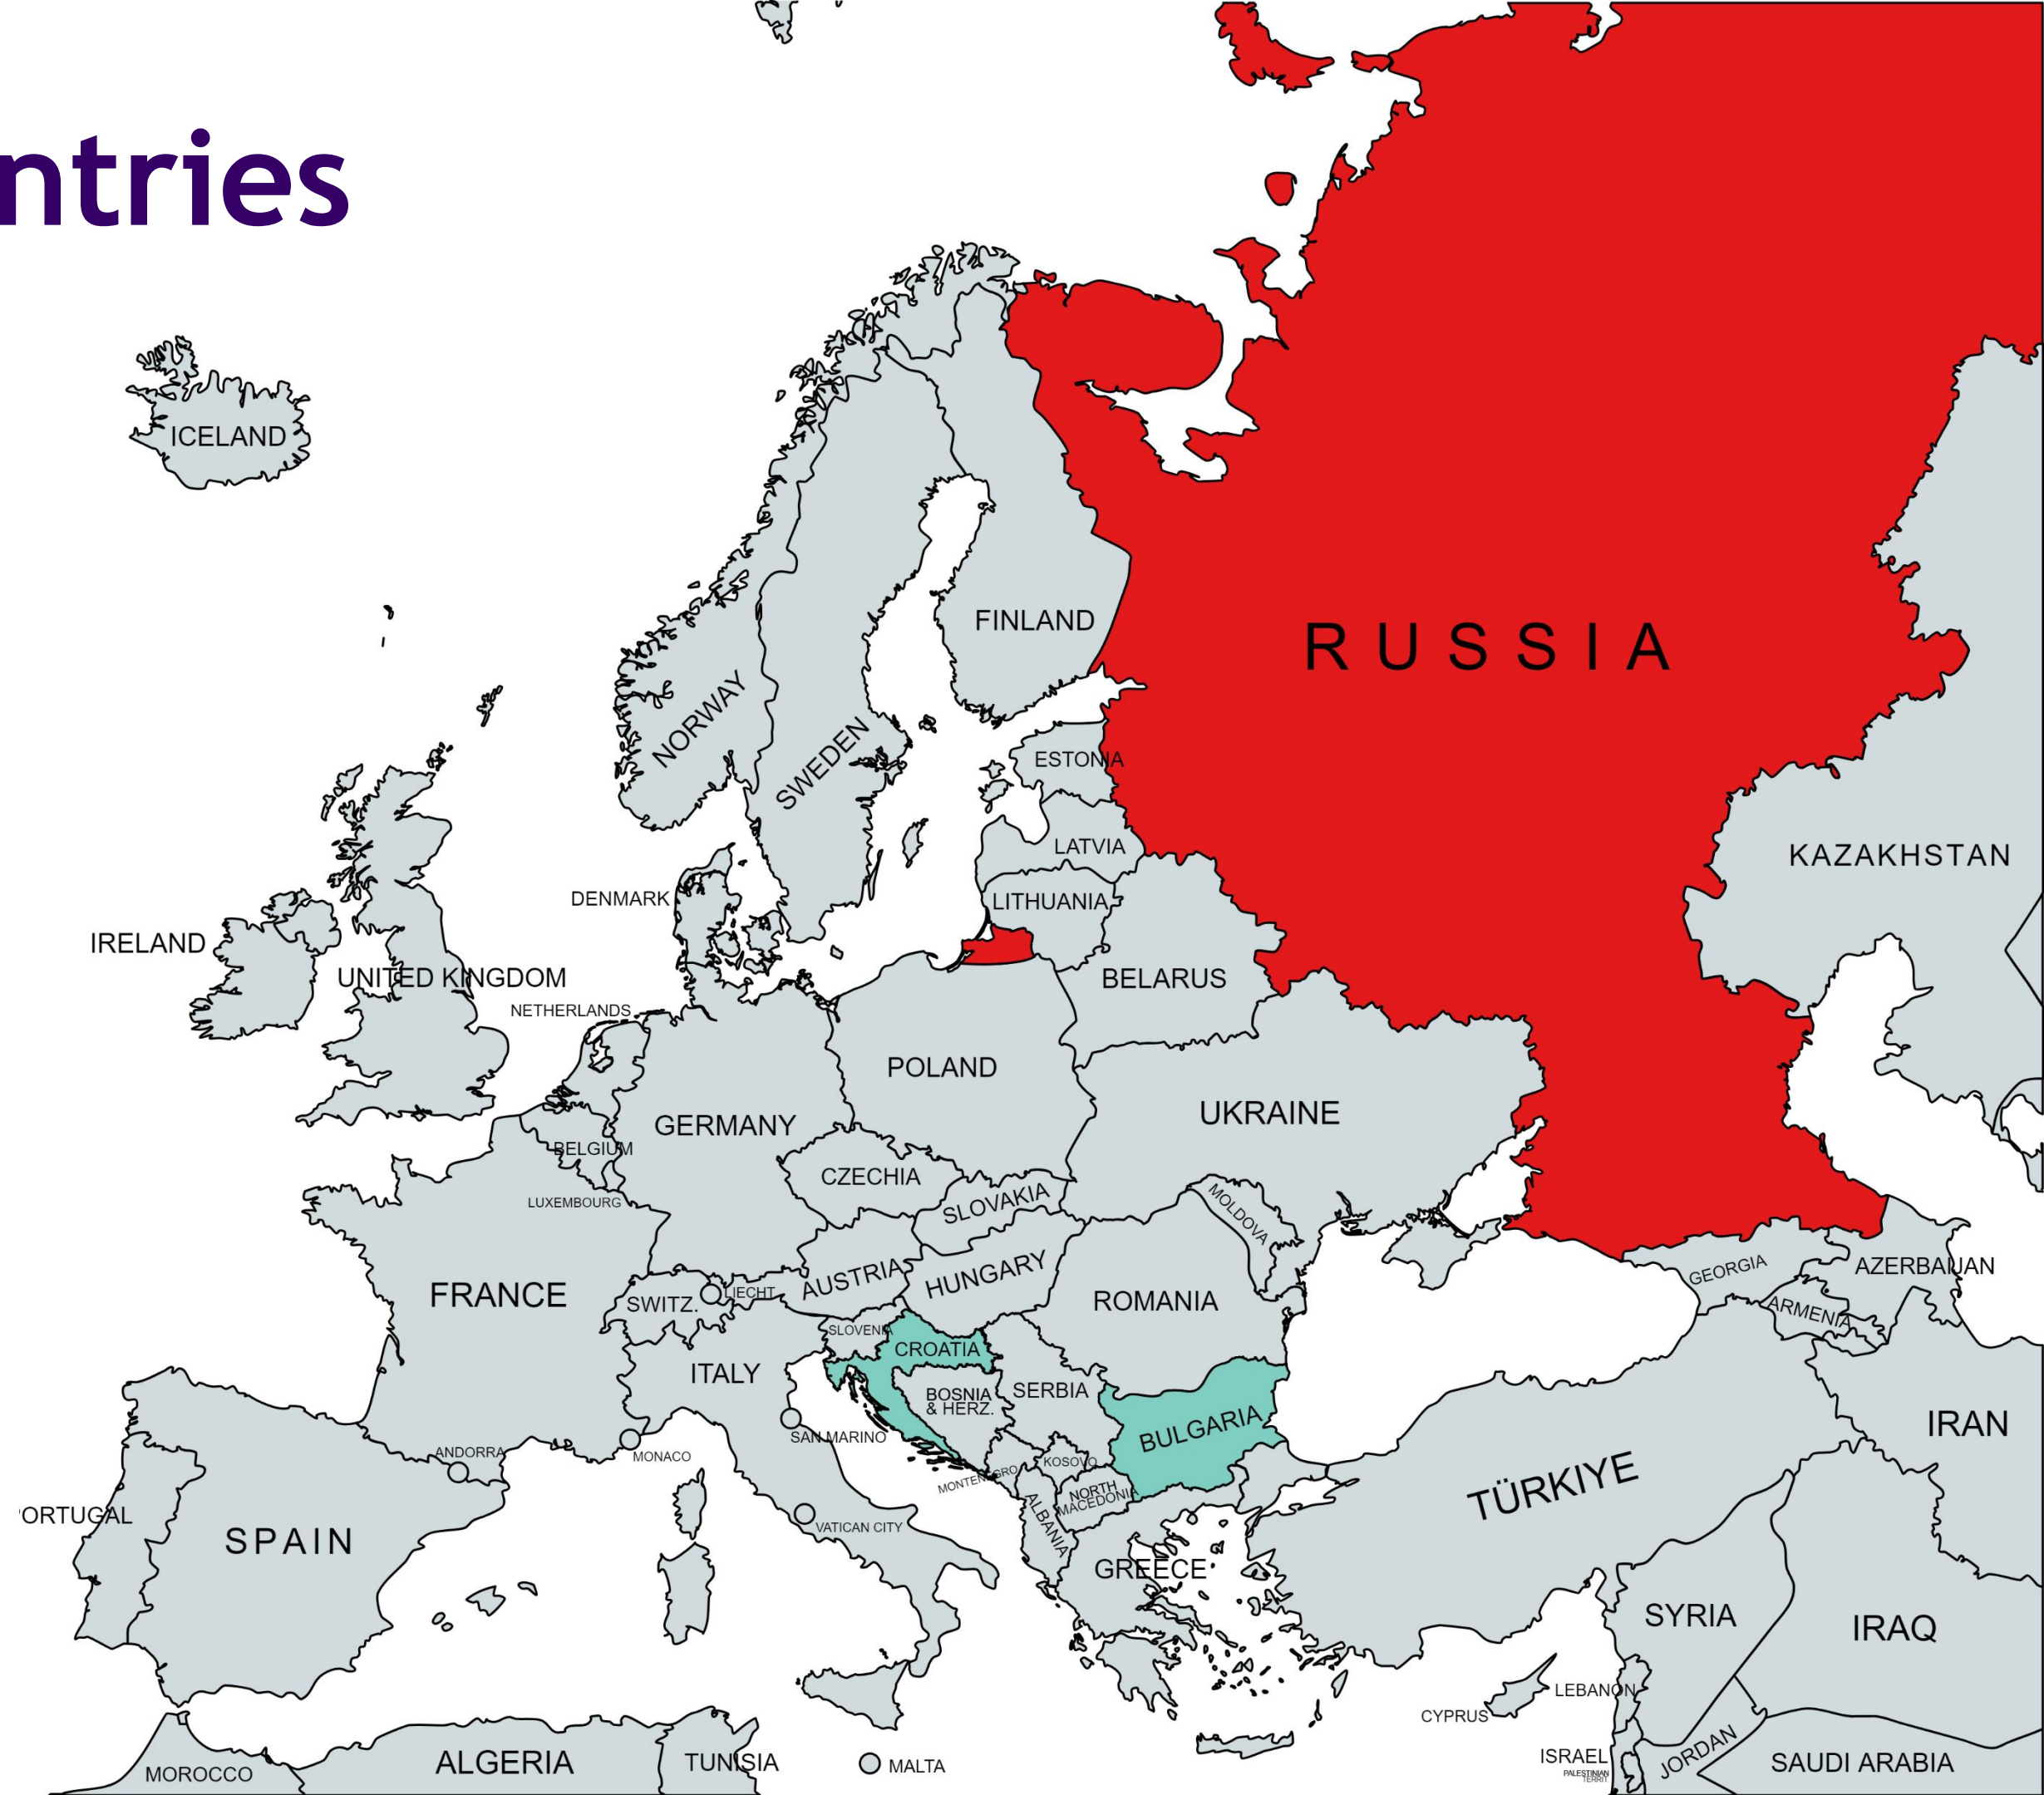 ntries
ICELAND
FINLAND
RUSSIA
NORWAY
SWEDEN
ESTONIA
LATVIA
KAZAKHSTAN
DENMARK
LITHUANIA
IRELAND
UNITED KINGDOM
BELARUS
NETHERLANDS
POLAND
GERMANY
UKRAINE
BELGIUM
CZECHIA
LUXEMBOURG
SLOVAKIA
MOLDOVA
AUSTRIA
HUNGARY
GEORGIA
AZERBAIJAN
FRANCE
SWITZ.
LIECHT.
ROMANIA
ARMENIA
SLOVENIA
CROATIA
ITALY
BOSNIA
& HERZ.
SERBIA
BULGARIA
IRAN
SAN MARINO
ANDORRA
MONACO
KOSOVO
MONTENEGRO
NORTH
MACEDONIA
TÜRKIYE
ORTUGAL
SPAIN
VATICAN CITY
ALBANIA
GREECE
SYRIA
IRAQ
LEBANON
CYPRUS
ISRAEL
PALESTINIAN
TERRIT.
JORDAN
SAUDI ARABIA
MOROCCO
ALGERIA
TUNISIA
MALTA